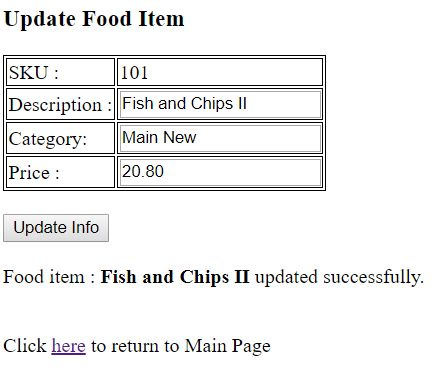 Update Food Item
SKU : 101
Description : Fish and Chips II
Category: Main New
Price : 20.80
Update Info
Food item : Fish and Chips II updated successfully.
Click here to return to Main Page